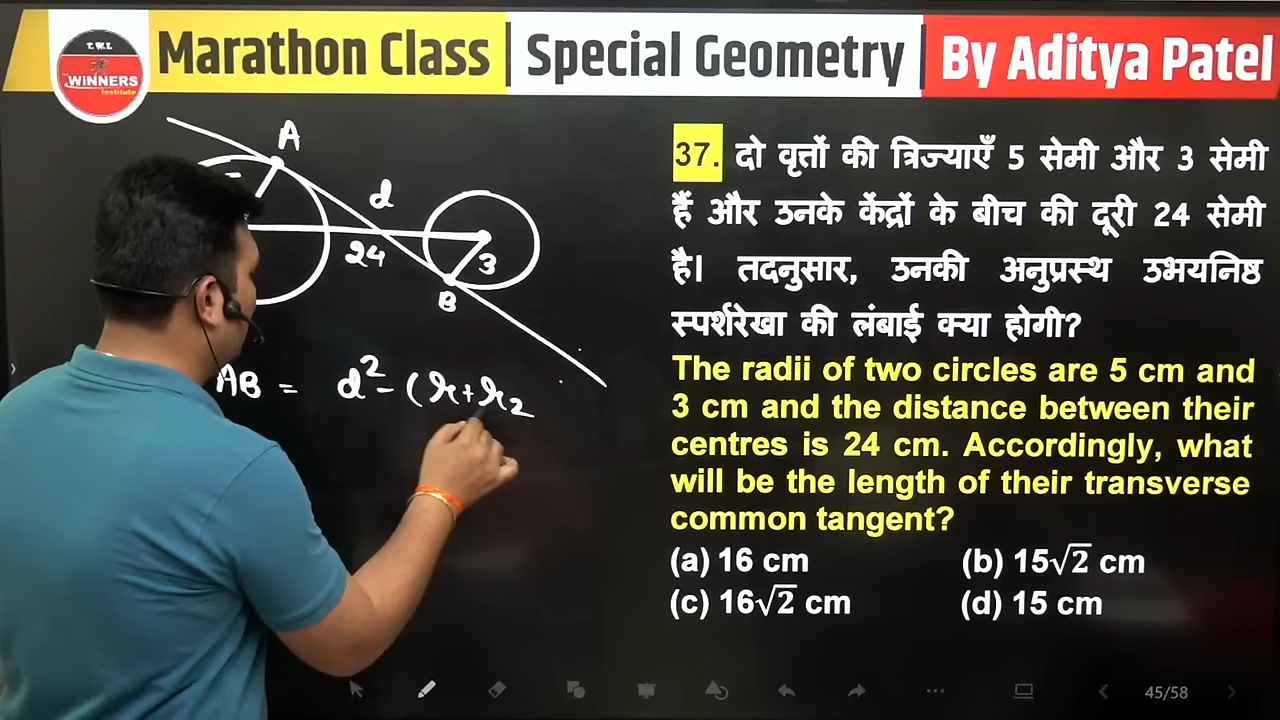 T.W.I.
WINNERS
Institute
Marathon Class | Special Geometry | By Aditya Patel
A
d
24
3
B
AB = d² - (r+r₂
37. दो वृत्तों की त्रिज्याएँ 5 सेमी और 3 सेमी
हैं और उनके केंद्रों के बीच की दूरी 24 सेमी
है। तदनुसार, उनकी अनुप्रस्थ उभयनिष्ठ
स्पर्शरेखा की लंबाई क्या होगी?
The radii of two circles are 5 cm and
3 cm and the distance between their
centres is 24 cm. Accordingly, what
will be the length of their transverse
common tangent?
(a) 16 cm (b) 15√2 cm
(c) 16√2 cm (d) 15 cm
45/58